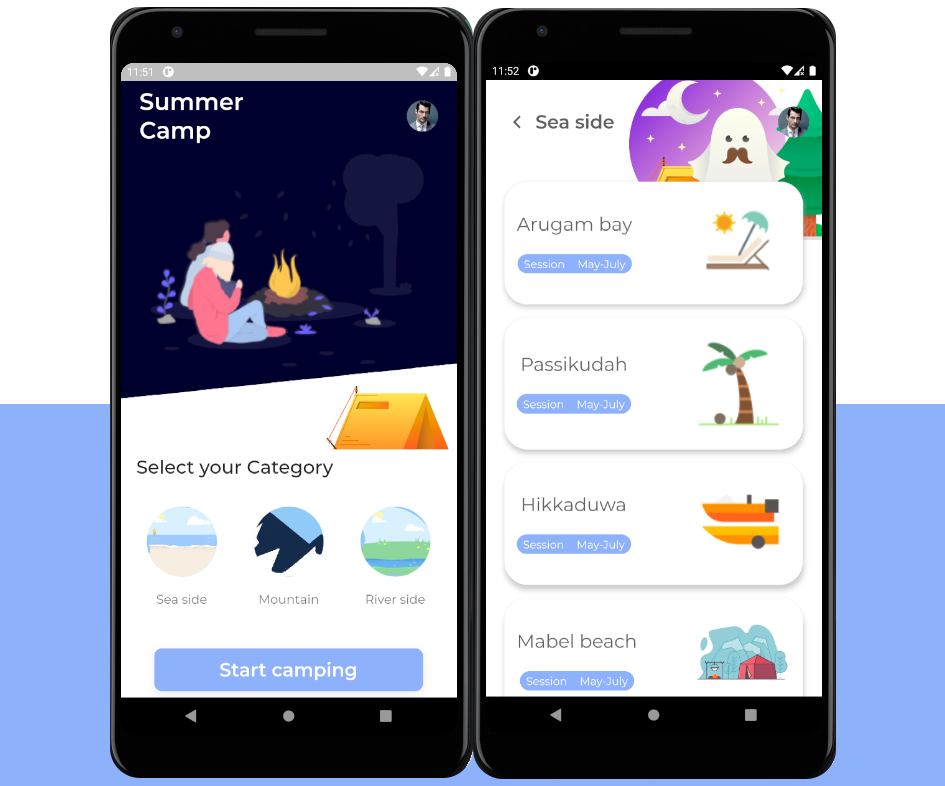 11:51
Summer
Camp
Select your Category
Sea side
Mountain
River side
Start camping
11:52
Sea side
Arugam bay
Session May-July
Passikudah
Session May-July
Hikkaduwa
Session May-July
Mabel beach
Session May-July